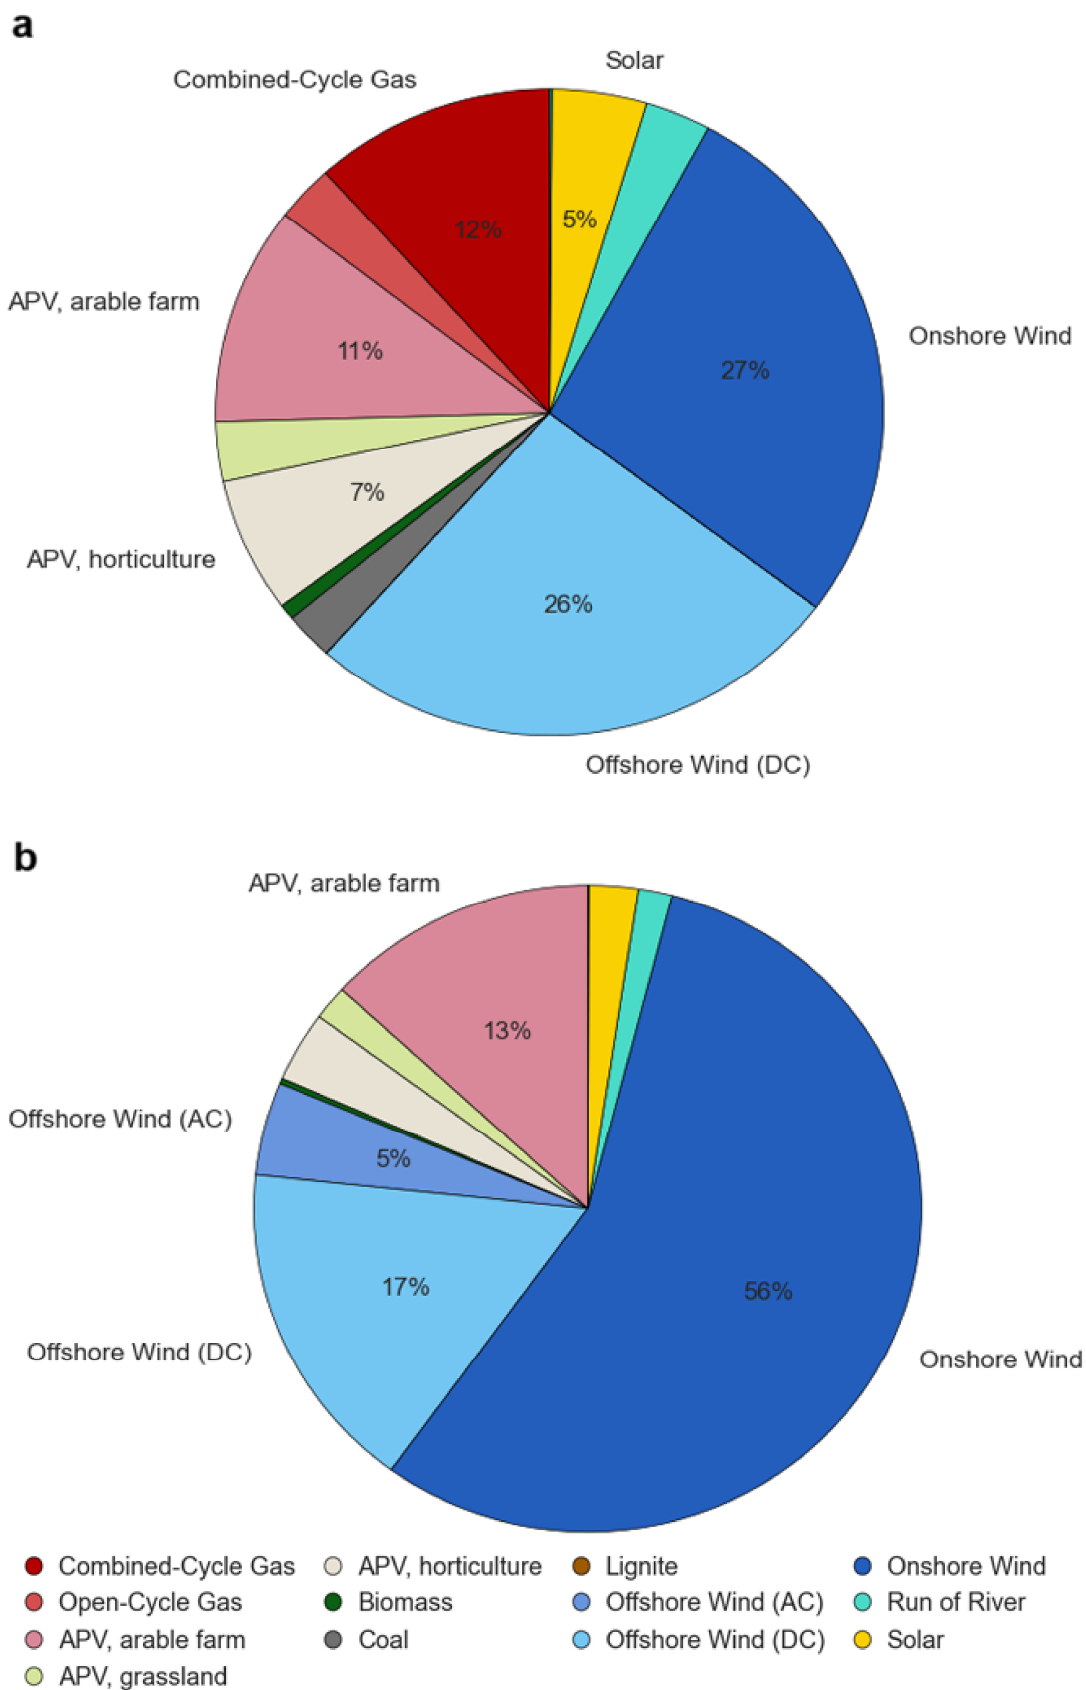 a
Solar
Combined-Cycle Gas
12%
5%
APV, arable farm
11%
Onshore Wind
27%
7%
APV, horticulture
26%
Offshore Wind (DC)
b
APV, arable farm
13%
Offshore Wind (AC)
5%
17%
56%
Offshore Wind (DC)
Onshore Wind
Combined-Cycle Gas
APV, horticulture
Lignite
Onshore Wind
Open-Cycle Gas
Biomass
Offshore Wind (AC)
Run of River
APV, arable farm
Coal
Offshore Wind (DC)
Solar
APV, grassland